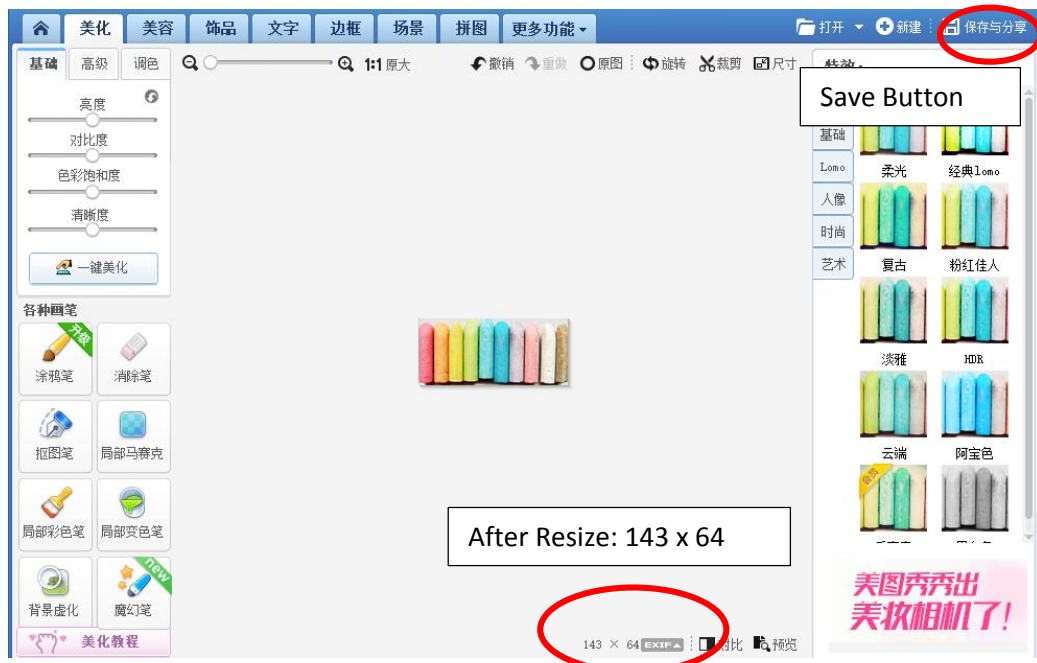 美化 美容 饰品 文字 边框 场景 拼图 更多功能 打开 新建 保存与分享
基础 高级 调色 1:1 原大 撤销 重做 原图 旋转 裁剪 尺寸
Save Button
亮度
对比度
色彩饱和度
清晰度
一键美化
各种画笔
升级
涂鸦笔 消除笔
抠图笔 局部马赛克
局部彩色笔 局部变色笔
new
背景虚化 魔幻笔
美化教程
After Resize: 143 x 64
143 × 64 EXIF 对比 预览
特效
基础
Lomo
人像
时尚
艺术
柔光 经典lomo
复古 粉红佳人
淡雅 HDR
云端 阿宝色
会员
美图秀秀出
美妆相机了!